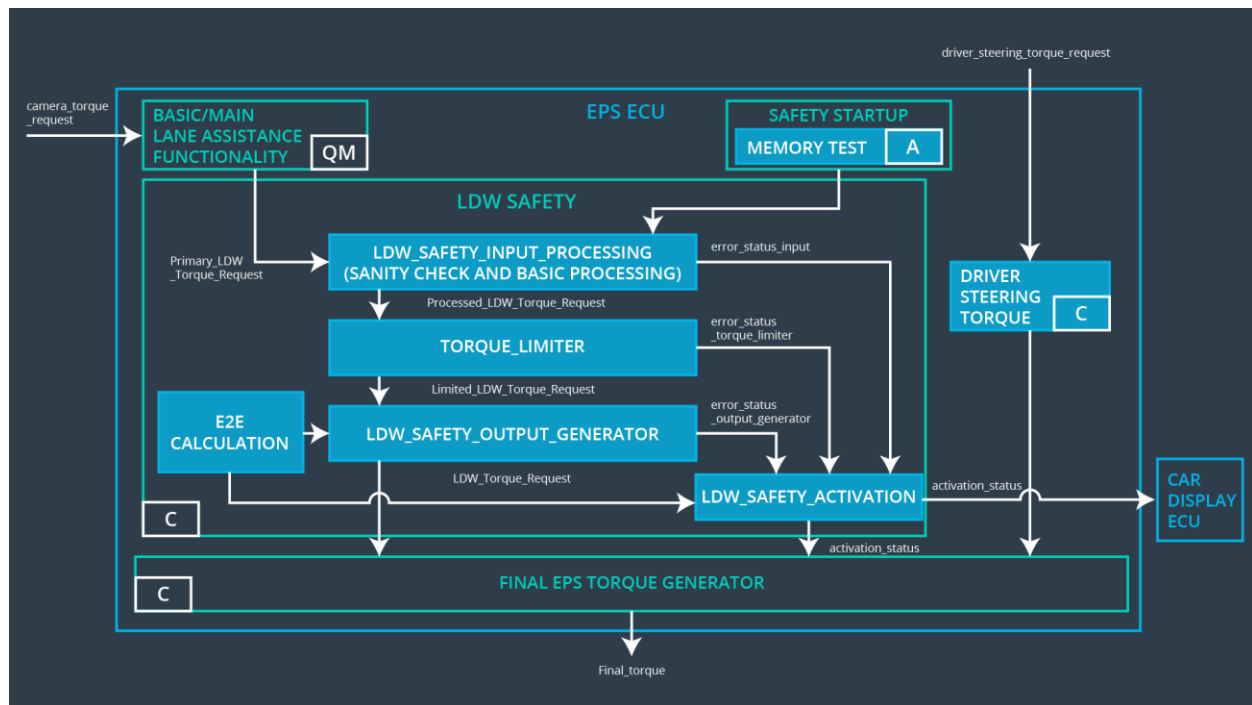 driver_steering_torque_request
camera_torque
_request
EPS ECU
BASIC/MAIN
LANE ASSISTANCE
FUNCTIONALITY
QM
SAFETY STARTUP
MEMORY TEST
A
LDW SAFETY
Primary_LDW
_Torque_Request
LDW_SAFETY_INPUT_PROCESSING
(SANITY CHECK AND BASIC PROCESSING)
error_status_input
DRIVER
STEERING
TORQUE
C
Processed_LDW_Torque_Request
TORQUE_LIMITER
error_status
_torque_limiter
Limited_LDW_Torque_Request
E2E
CALCULATION
LDW_SAFETY_OUTPUT_GENERATOR
error_status
_output_generator
LDW_Torque_Request
LDW_SAFETY_ACTIVATION
activation_status
CAR
DISPLAY
ECU
C
activation_status
FINAL EPS TORQUE GENERATOR
C
Final_torque